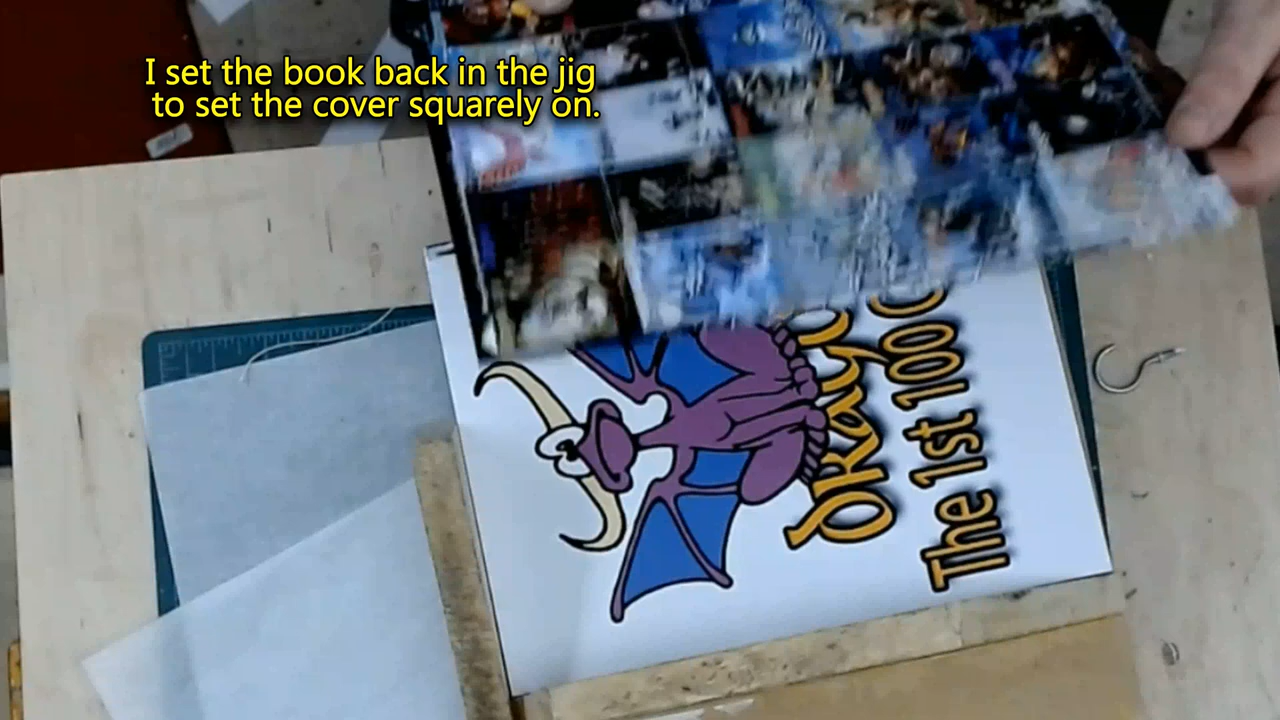 I set the book back in the jig
to set the cover squarely on.
The 1st 100